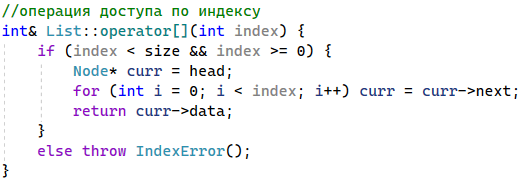 //операция доступа по индексу
int& List::operator[](int index) {
    if (index < size && index >= 0) {
        Node* curr = head;
        for (int i = 0; i < index; i++) curr = curr->next;
        return curr->data;
    }
    else throw IndexError();
}